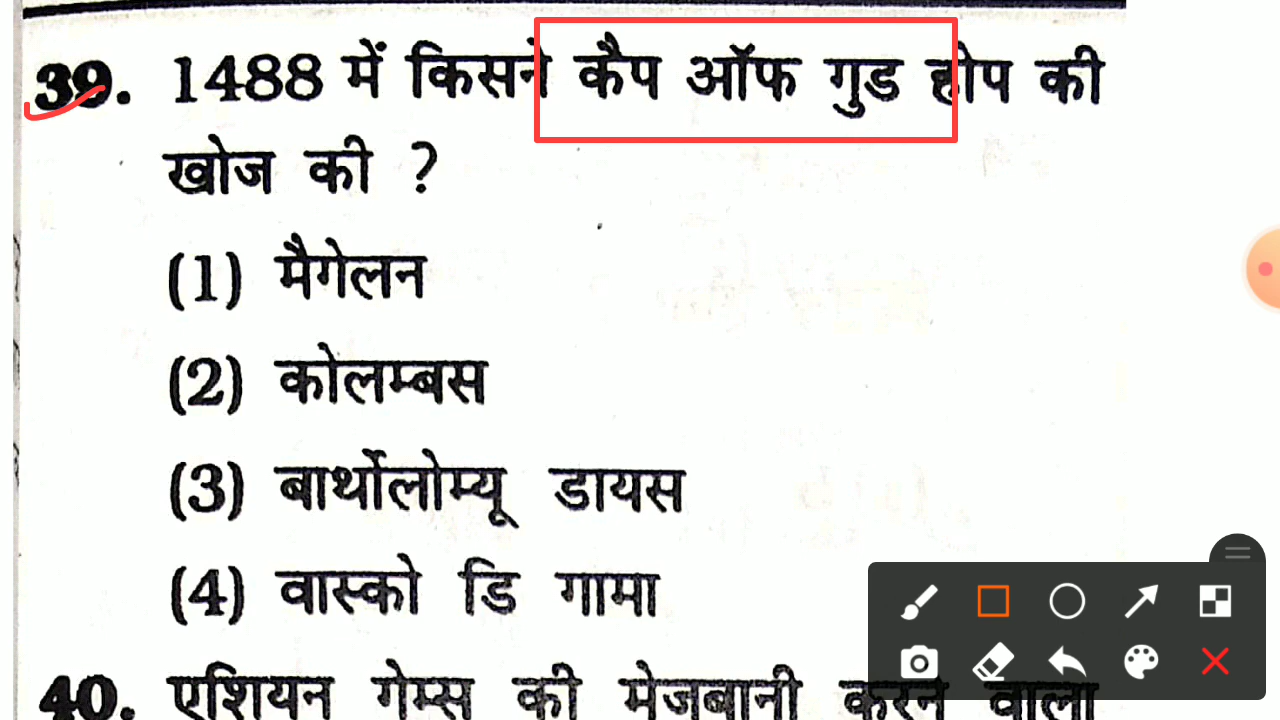 39. 1488 में किसने कैप ऑफ गुड होप की
खोज की ?
(1) मैगेलन
(2) कोलम्बस
(3) बार्थोलोम्यू डायस
(4) वास्को डि गामा
40. एशियन गेम्स की मेजबानी करने वाला